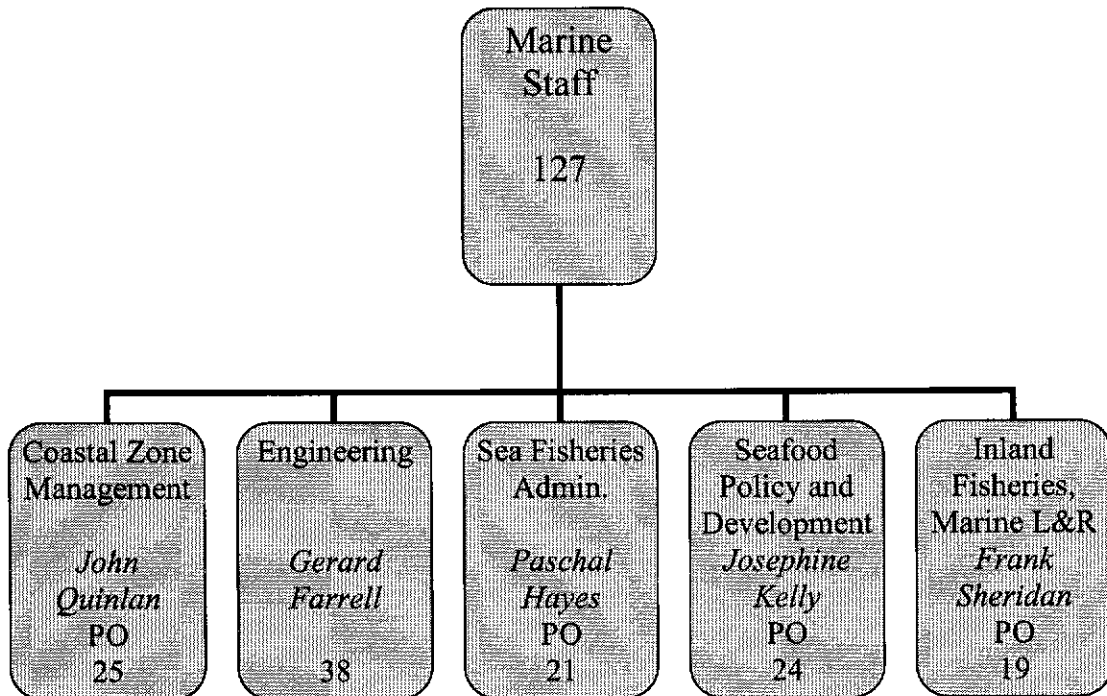 Marine
Staff
127
Coastal Zone
Management
John
Quinlan
PO
25
Engineering
Gerard
Farrell
38
Sea Fisheries
Admin.
Paschal
Hayes
PO
21
Seafood
Policy and
Development
Josephine
Kelly
PO
24
Inland
Fisheries,
Marine L&R
Frank
Sheridan
PO
19